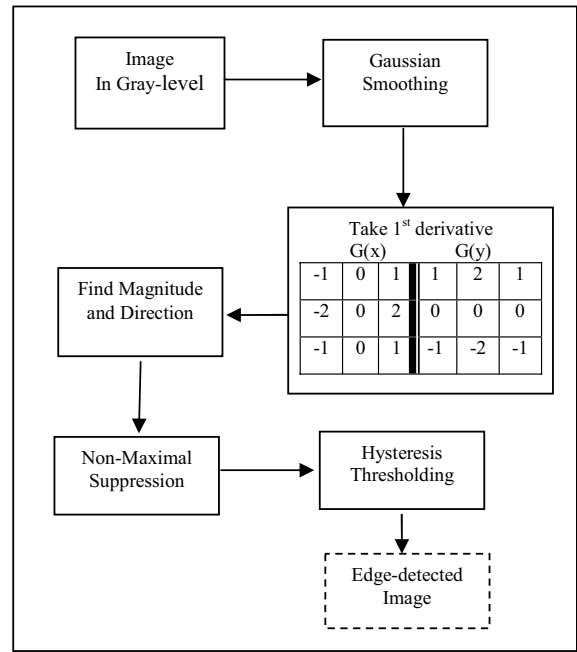 Image
In Gray-level
Gaussian
Smoothing
Take 1st derivative
G(x) G(y)
-1 0 1 1 2 1
-2 0 2 0 0 0
-1 0 1 -1 -2 -1
Find Magnitude
and Direction
Non-Maximal
Suppression
Hysteresis
Thresholding
Edge-detected
Image